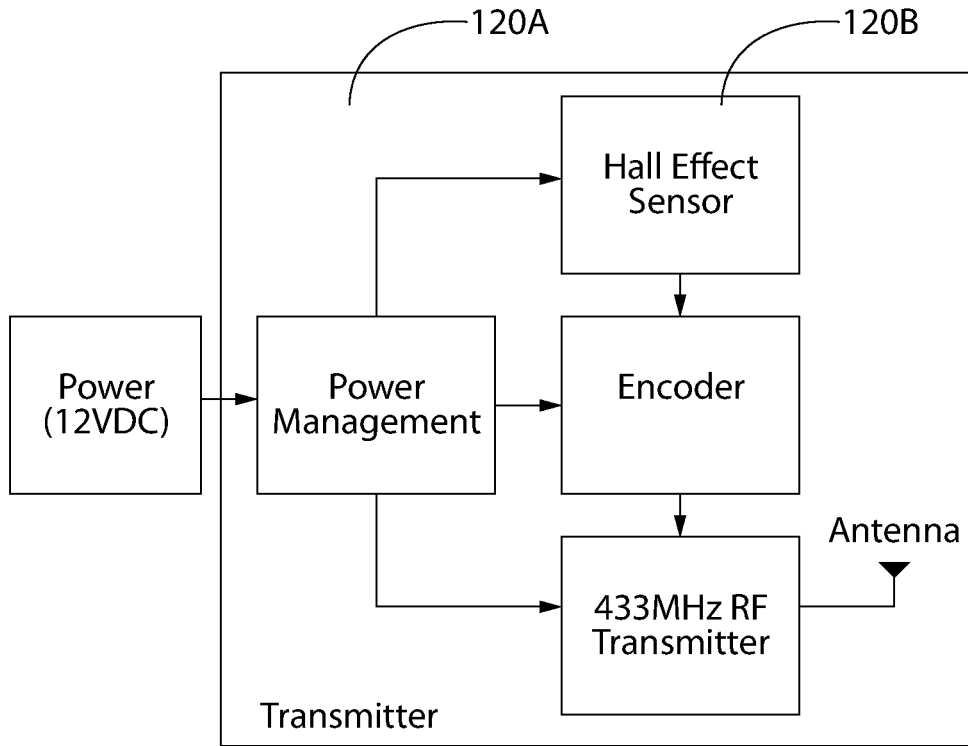 120A
120B
Hall Effect
Sensor
Power
(12VDC)
Power
Management
Encoder
Antenna
433MHz RF
Transmitter
Transmitter